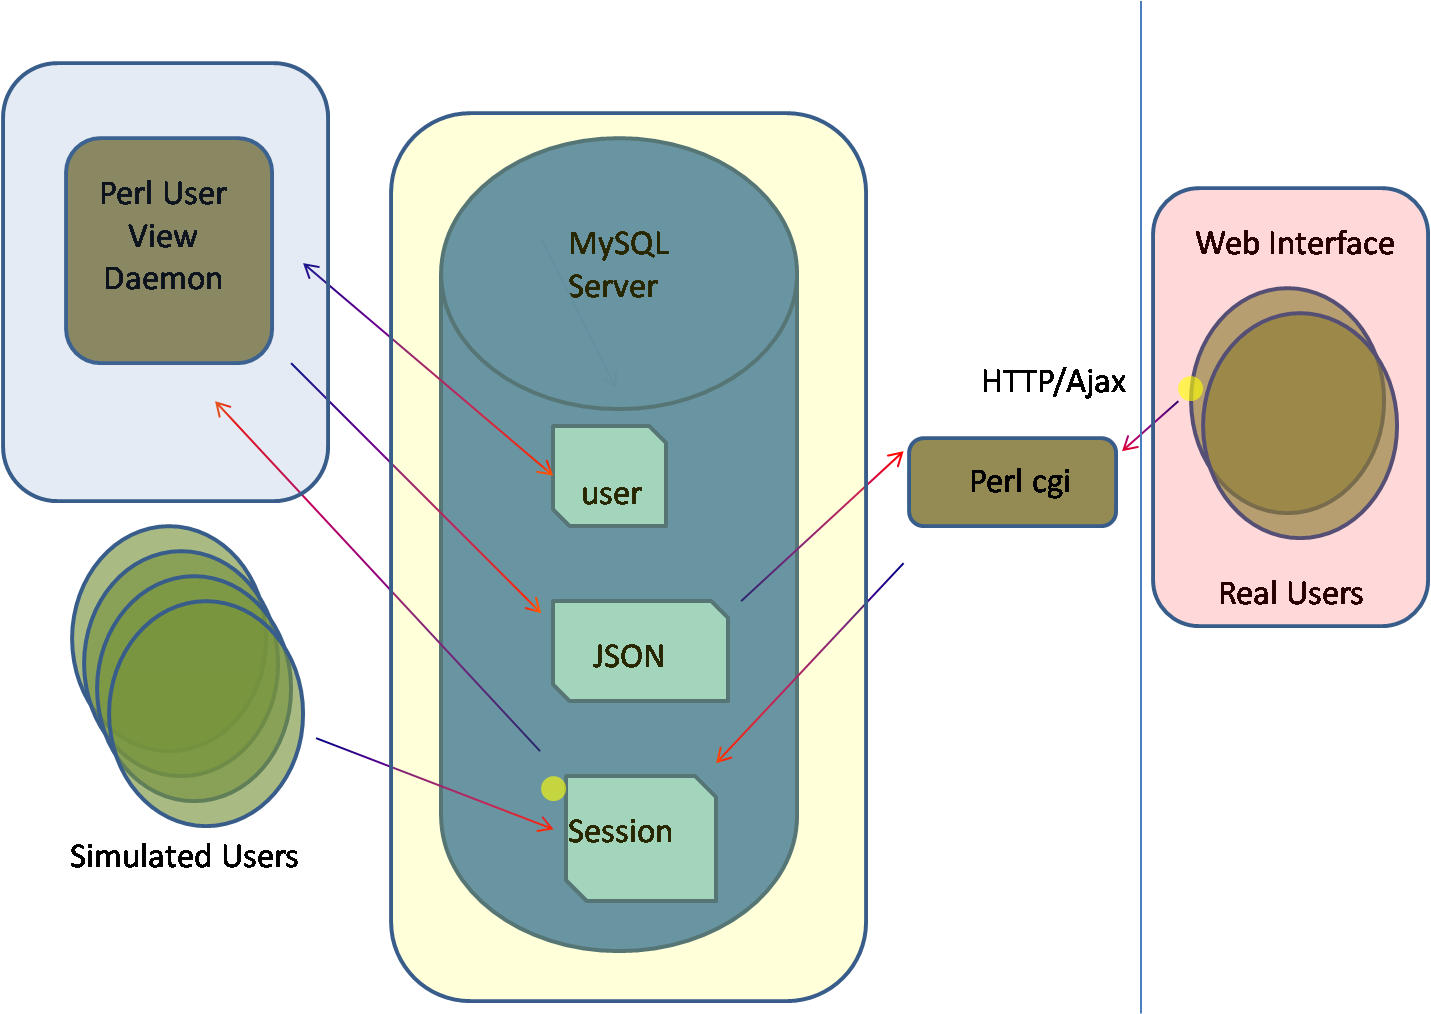 Perl User
View
Daemon
MySQL
Server
Web Interface
HTTP/Ajax
user
Perl cgi
Real Users
JSON
Session
Simulated Users